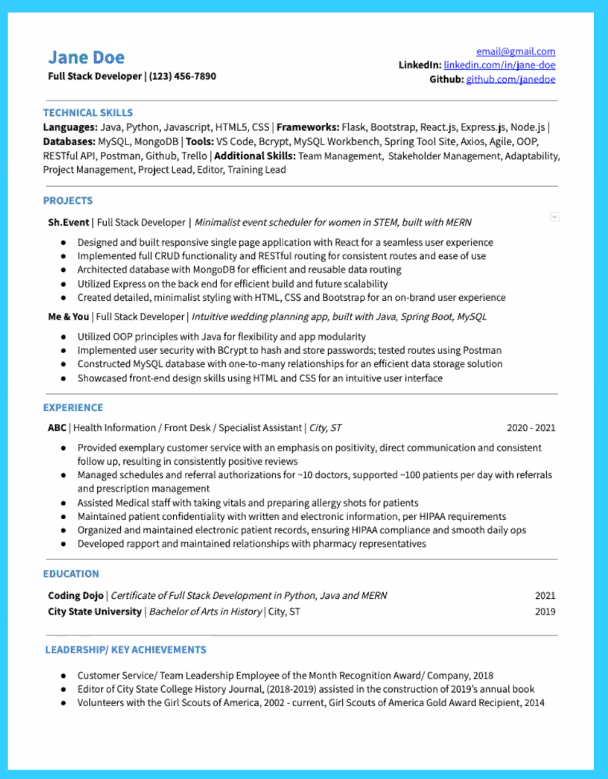 Jane Doe
Full Stack Developer | (123) 456-7890
email@gmail.com
LinkedIn: linkedin.com/in/jane-doe
Github: github.com/janedoe
TECHNICAL SKILLS
Languages: Java, Python, Javascript, HTML5, CSS | Frameworks: Flask, Bootstrap, React.js, Express.js, Node.js |
Databases: MySQL, MongoDB | Tools: VS Code, Bcrypt, MySQL Workbench, Spring Tool Site, Axios, Agile, OOP,
RESTful API, Postman, Github, Trello | Additional Skills: Team Management, Stakeholder Management, Adaptability,
Project Management, Project Lead, Editor, Training Lead
PROJECTS
Sh.Event | Full Stack Developer | Minimalist event scheduler for women in STEM, built with MERN
● Designed and built responsive single page application with React for a seamless user experience
● Implemented full CRUD functionality and RESTful routing for consistent routes and ease of use
● Architected database with MongoDB for efficient and reusable data routing
● Utilized Express on the back end for efficient build and future scalability
● Created detailed, minimalist styling with HTML, CSS and Bootstrap for an on-brand user experience
Me & You | Full Stack Developer | Intuitive wedding planning app, built with Java, Spring Boot, MySQL
● Utilized OOP principles with Java for flexibility and app modularity
● Implemented user security with BCrypt to hash and store passwords; tested routes using Postman
● Constructed MySQL database with one-to-many relationships for an efficient data storage solution
● Showcased front-end design skills using HTML and CSS for an intuitive user interface
EXPERIENCE
ABC | Health Information / Front Desk / Specialist Assistant | City, ST 2020 - 2021
● Provided exemplary customer service with an emphasis on positivity, direct communication and consistent
follow up, resulting in consistently positive reviews
● Managed schedules and referral authorizations for ~10 doctors, supported ~100 patients per day with referrals
and prescription management
● Assisted Medical staff with taking vitals and preparing allergy shots for patients
● Maintained patient confidentiality with written and electronic information, per HIPAA requirements
● Organized and maintained electronic patient records, ensuring HIPAA compliance and smooth daily ops
● Developed rapport and maintained relationships with pharmacy representatives
EDUCATION
Coding Dojo | Certificate of Full Stack Development in Python, Java and MERN 2021
City State University | Bachelor of Arts in History | City, ST 2019
LEADERSHIP/ KEY ACHIEVEMENTS
● Customer Service/ Team Leadership Employee of the Month Recognition Award/ Company, 2018
● Editor of City State College History Journal, (2018-2019) assisted in the construction of 2019's annual book
● Volunteers with the Girl Scouts of America, 2002 - current, Girl Scouts of America Gold Award Recipient, 2014